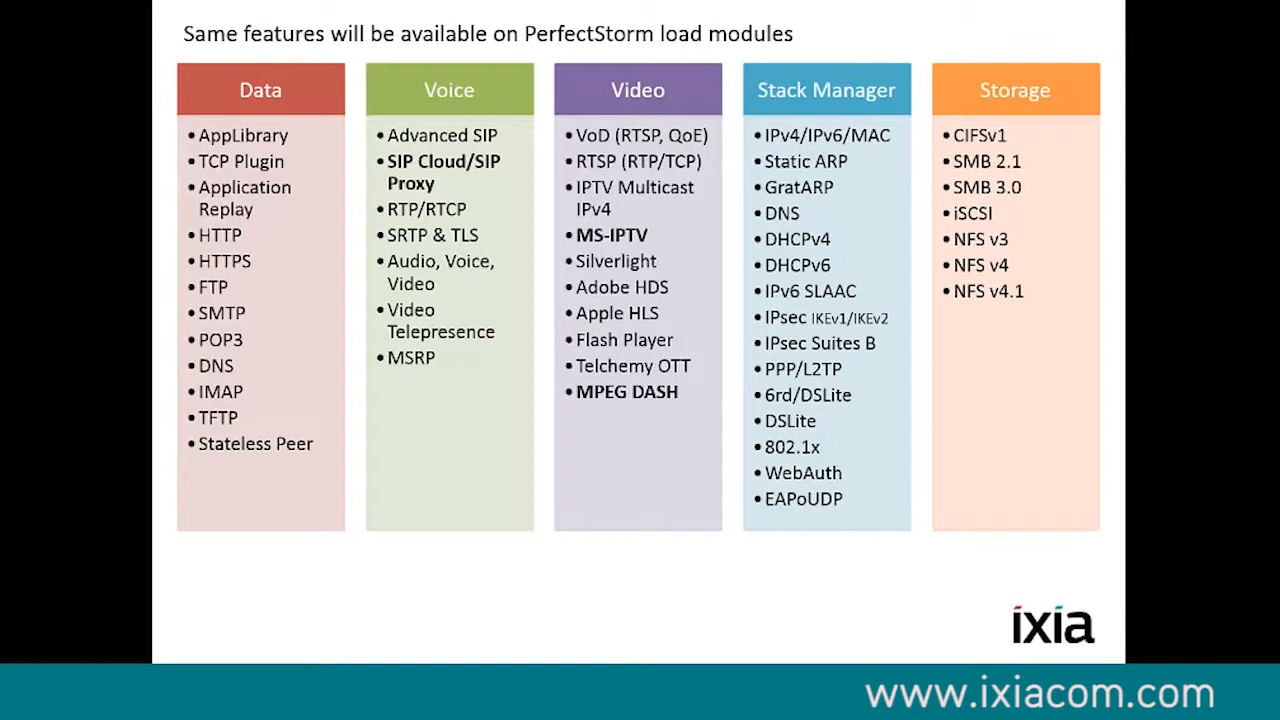 Same features will be available on PerfectStorm load modules
Data
• AppLibrary
• TCP Plugin
• Application
Replay
• HTTP
• HTTPS
• FTP
• SMTP
• POP3
• DNS
• IMAP
• TFTP
• Stateless Peer
Voice
• Advanced SIP
• SIP Cloud/SIP
Proxy
• RTP/RTCP
• SRTP & TLS
• Audio, Voice,
Video
• Video
Telepresence
• MSRP
Video
• VoD (RTSP, QoE)
• RTSP (RTP/TCP)
• IPTV Multicast
IPv4
• MS-IPTV
• Silverlight
• Adobe HDS
• Apple HLS
• Flash Player
• Telchemy OTT
• MPEG DASH
Stack Manager
• IPv4/IPv6/MAC
• Static ARP
• GratARP
• DNS
• DHCPv4
• DHCPv6
• IPv6 SLAAC
• IPsec IKEv1/IKEv2
• IPsec Suites B
• PPP/L2TP
• 6rd/DSLite
• DSLite
• 802.1x
• WebAuth
• EAPoUDP
Storage
• CIFSv1
• SMB 2.1
• SMB 3.0
• iSCSI
• NFS v3
• NFS v4
• NFS v4.1
ixia
www.ixiacom.com